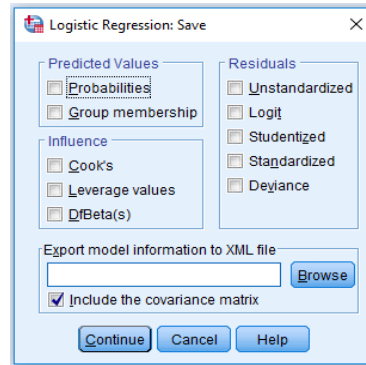 Logistic Regression: Save
Predicted Values
Probabilities
Group membership
Influence
Cook's
Leverage values
DfBeta(s)
Residuals
Unstandardized
Logit
Studentized
Standardized
Deviance
Export model information to XML file
Browse
Include the covariance matrix
Continue Cancel Help